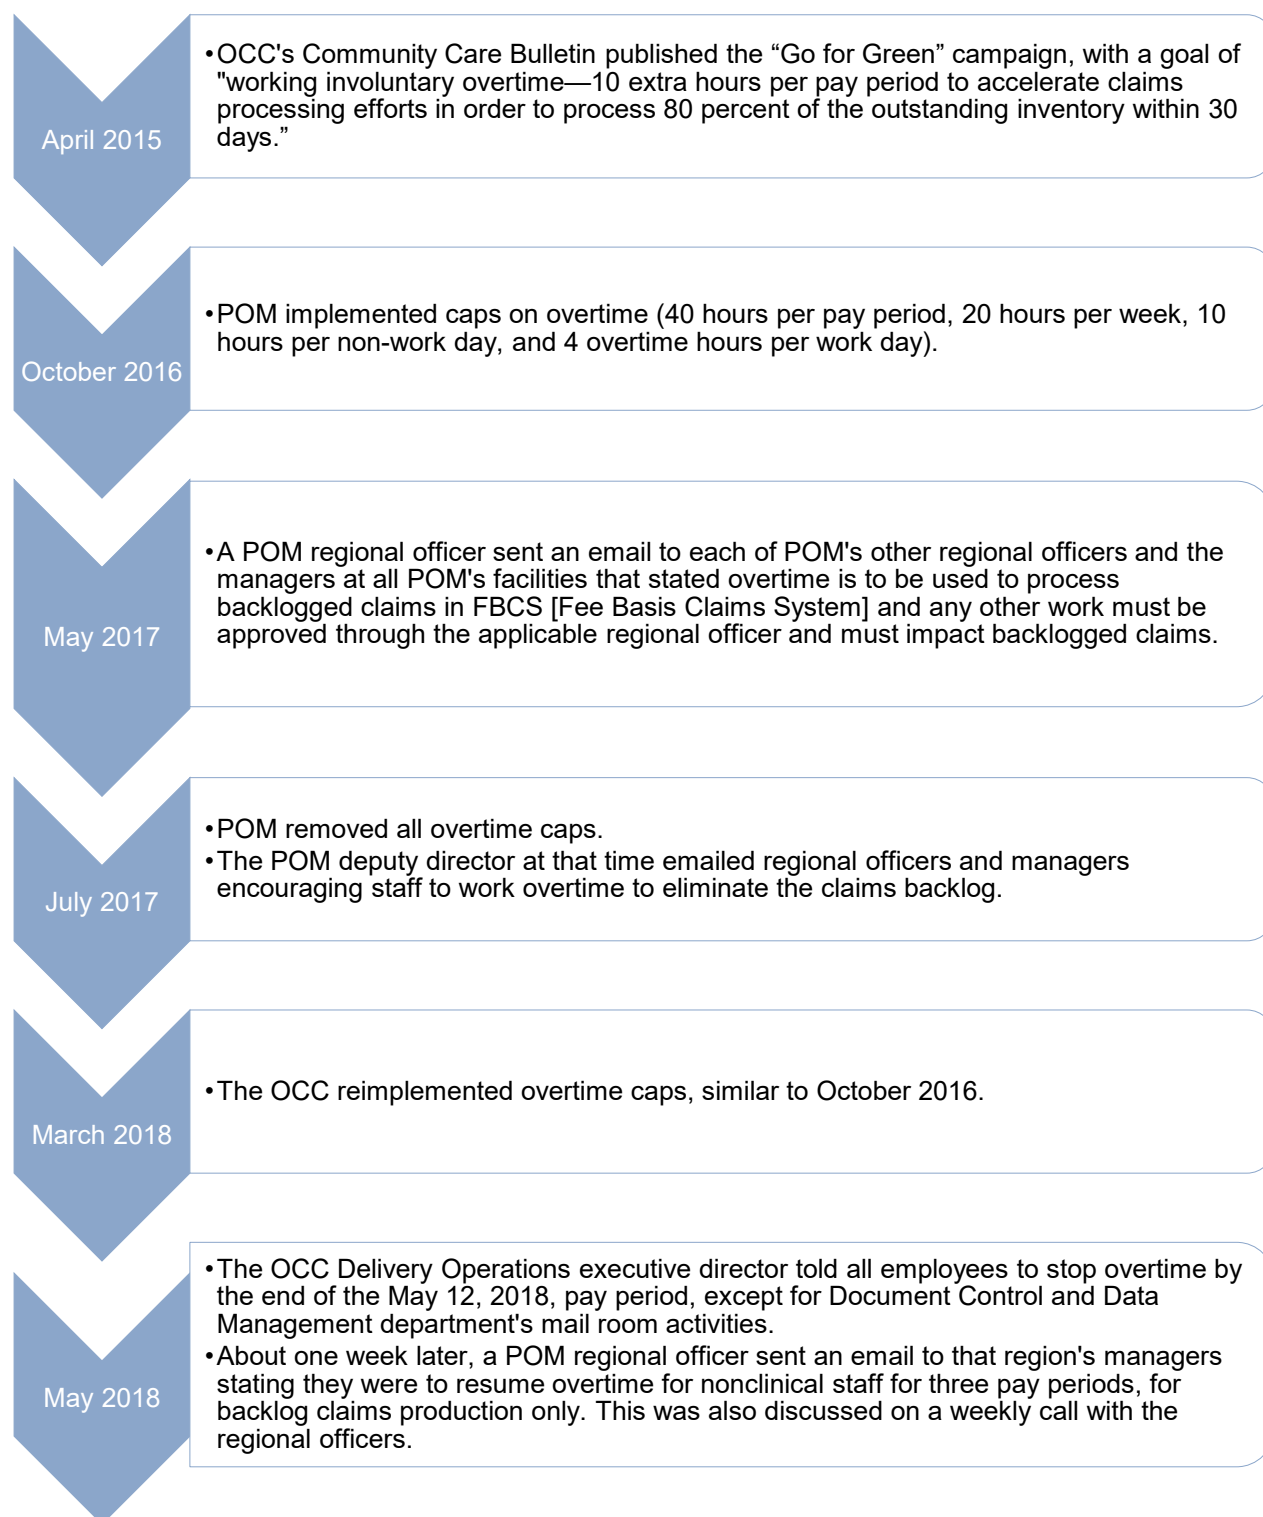 April 2015
•OCC's Community Care Bulletin published the “Go for Green” campaign, with a goal of
"working involuntary overtime—10 extra hours per pay period to accelerate claims
processing efforts in order to process 80 percent of the outstanding inventory within 30
days.”
October 2016
•POM implemented caps on overtime (40 hours per pay period, 20 hours per week, 10
hours per non-work day, and 4 overtime hours per work day).
May 2017
•A POM regional officer sent an email to each of POM's other regional officers and the
managers at all POM's facilities that stated overtime is to be used to process
backlogged claims in FBCS [Fee Basis Claims System] and any other work must be
approved through the applicable regional officer and must impact backlogged claims.
July 2017
•POM removed all overtime caps.
•The POM deputy director at that time emailed regional officers and managers
encouraging staff to work overtime to eliminate the claims backlog.
March 2018
•The OCC reimplemented overtime caps, similar to October 2016.
May 2018
•The OCC Delivery Operations executive director told all employees to stop overtime by
the end of the May 12, 2018, pay period, except for Document Control and Data
Management department's mail room activities.
•About one week later, a POM regional officer sent an email to that region's managers
stating they were to resume overtime for nonclinical staff for three pay periods, for
backlog claims production only. This was also discussed on a weekly call with the
regional officers.